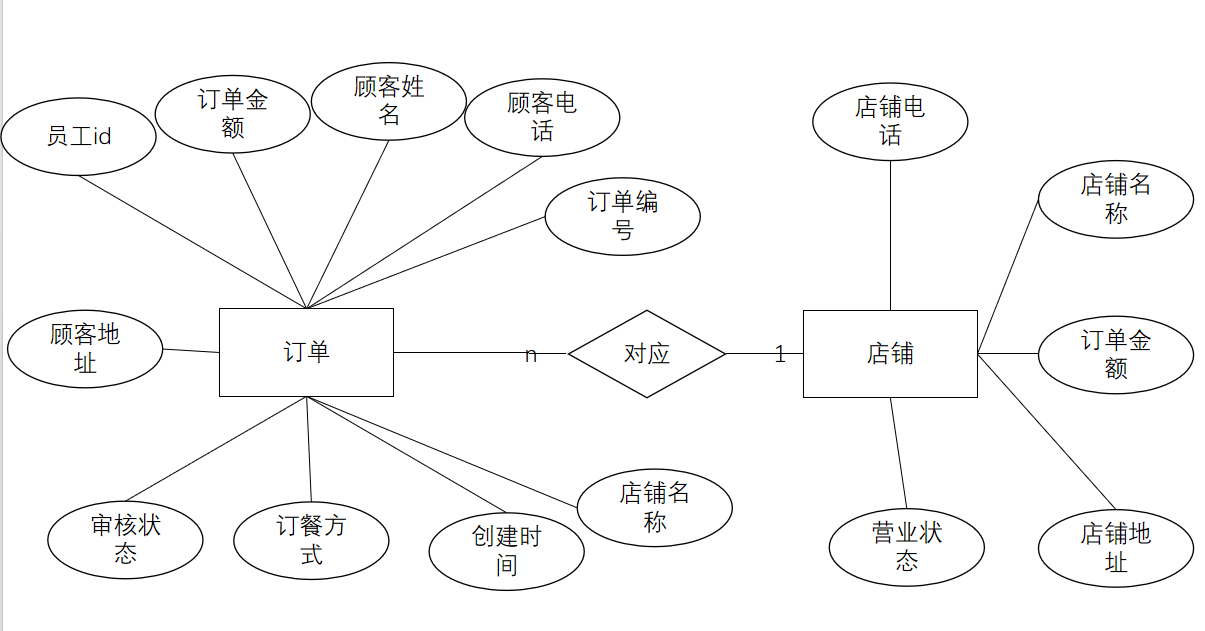 员工id
订单金
额
顾客姓
名
顾客电
话
订单编
号
店铺电
话
店铺名
称
顾客地
址
订单
n
对应
1
店铺
订单金
额
审核状
态
订餐方
式
创建时
间
店铺名
称
营业状
态
店铺地
址